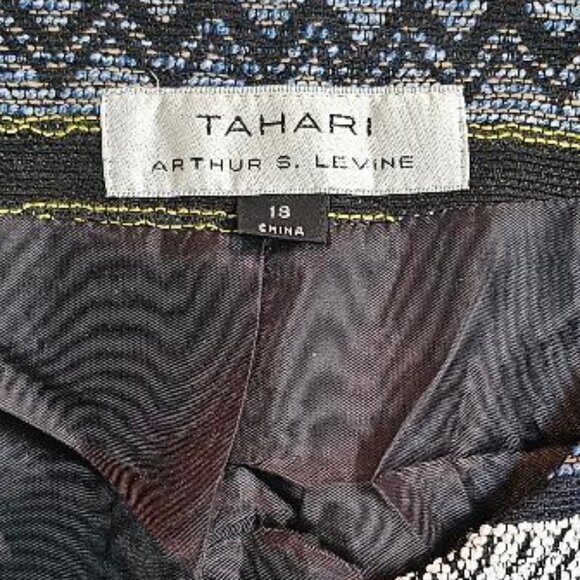 TAHARI
ARTHUR S. LEVINE
18
CHINA